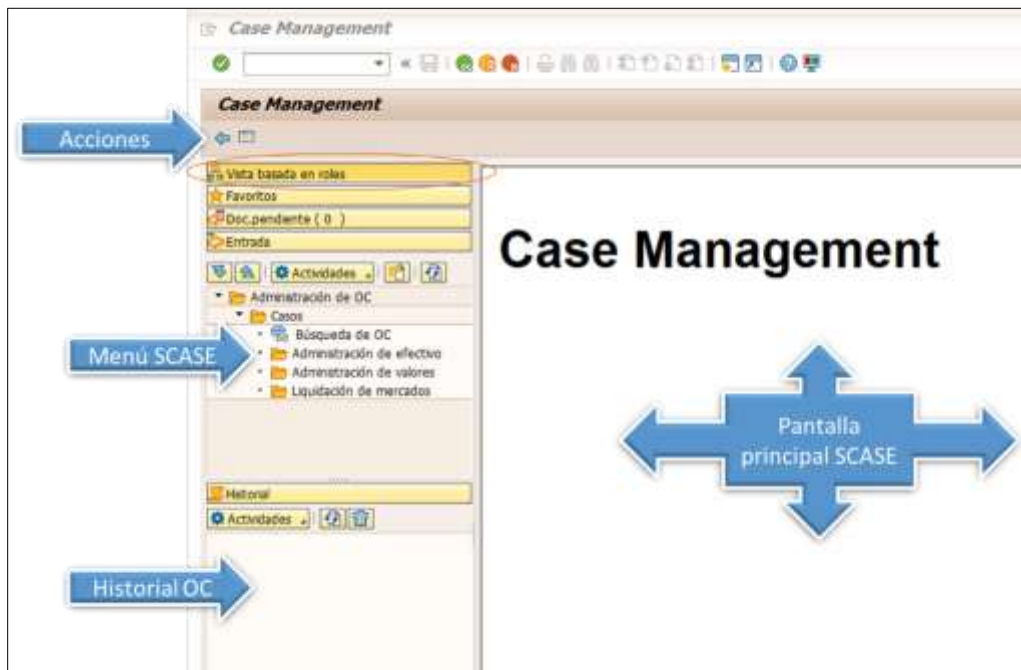 Case Management
Case Management
Acciones
Vista basada en roles
Favoritos
Doc.pendiente ( 0 )
Entrada
Actividades
Administración de OC
Casos
Búsqueda de OC
Administración de efectivo
Administración de valores
Liquidación de mercados
Menú SCASE
Historial
Actividades
Historial OC
Case Management
Pantalla
principal SCASE